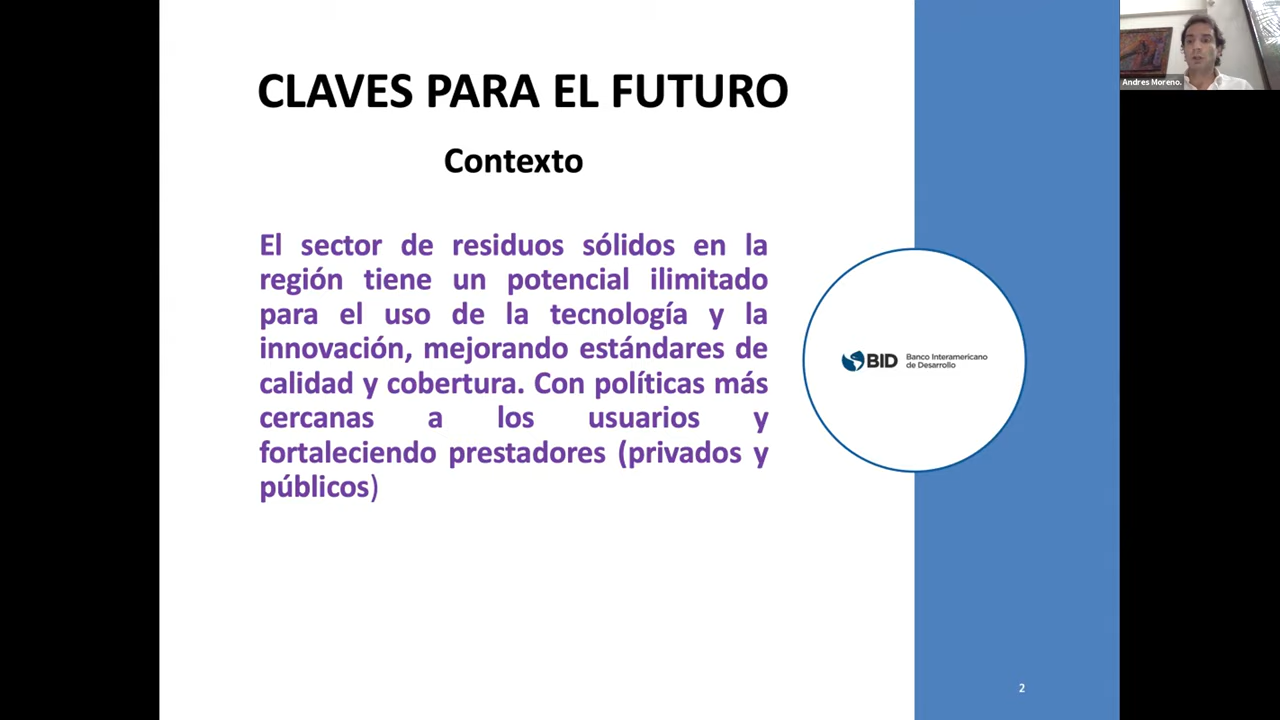 CLAVES PARA EL FUTURO
Contexto
El sector de residuos sólidos en la
región tiene un potencial ilimitado
para el uso de la tecnología y la
innovación, mejorando estándares de
calidad y cobertura. Con políticas más
cercanas a los usuarios y
fortaleciendo prestadores (privados y
públicos)
BID Banco Interamericano
de Desarrollo
2
Andres Moreno.